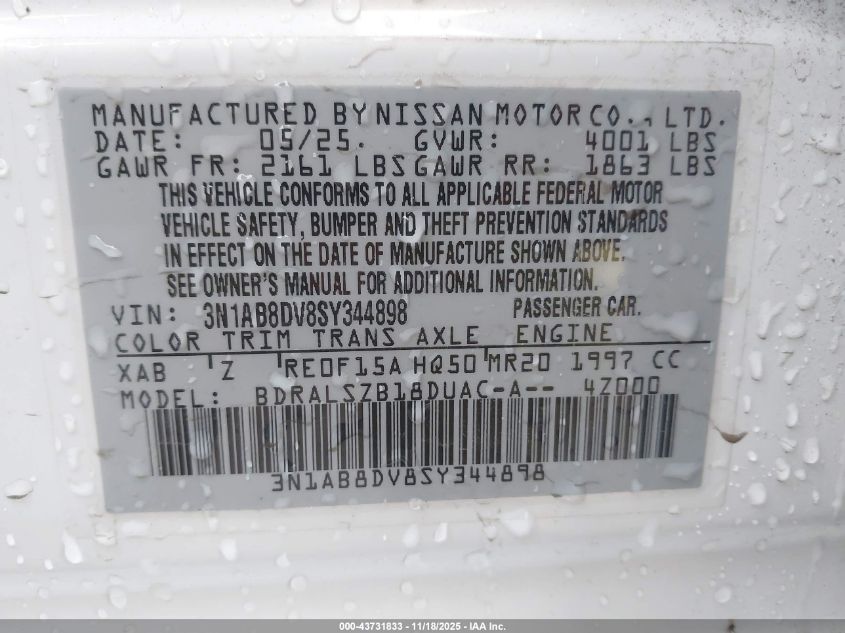 MANUFACTURED BY NISSAN MOTOR CO., LTD.
DATE: 05/25. GVWR: 4001 LBS
GAWR FR: 2161 LBS GAWR RR: 1863 LBS
THIS VEHICLE CONFORMS TO ALL APPLICABLE FEDERAL MOTOR
VEHICLE SAFETY, BUMPER AND THEFT PREVENTION STANDARDS
IN EFFECT ON THE DATE OF MANUFACTURE SHOWN ABOVE.
SEE OWNER'S MANUAL FOR ADDITIONAL INFORMATION.
VIN: 3N1AB8DV8SY344898 PASSENGER CAR.
COLOR TRIM TRANS AXLE ENGINE
XAB Z RE0F15A HQ50 MR20 1997 CC
MODEL: BDRALSZB18DUAC-A-- 4Z000
3N1AB8DV8SY344898
000-43731833 - 11/18/2025 - IAA Inc.